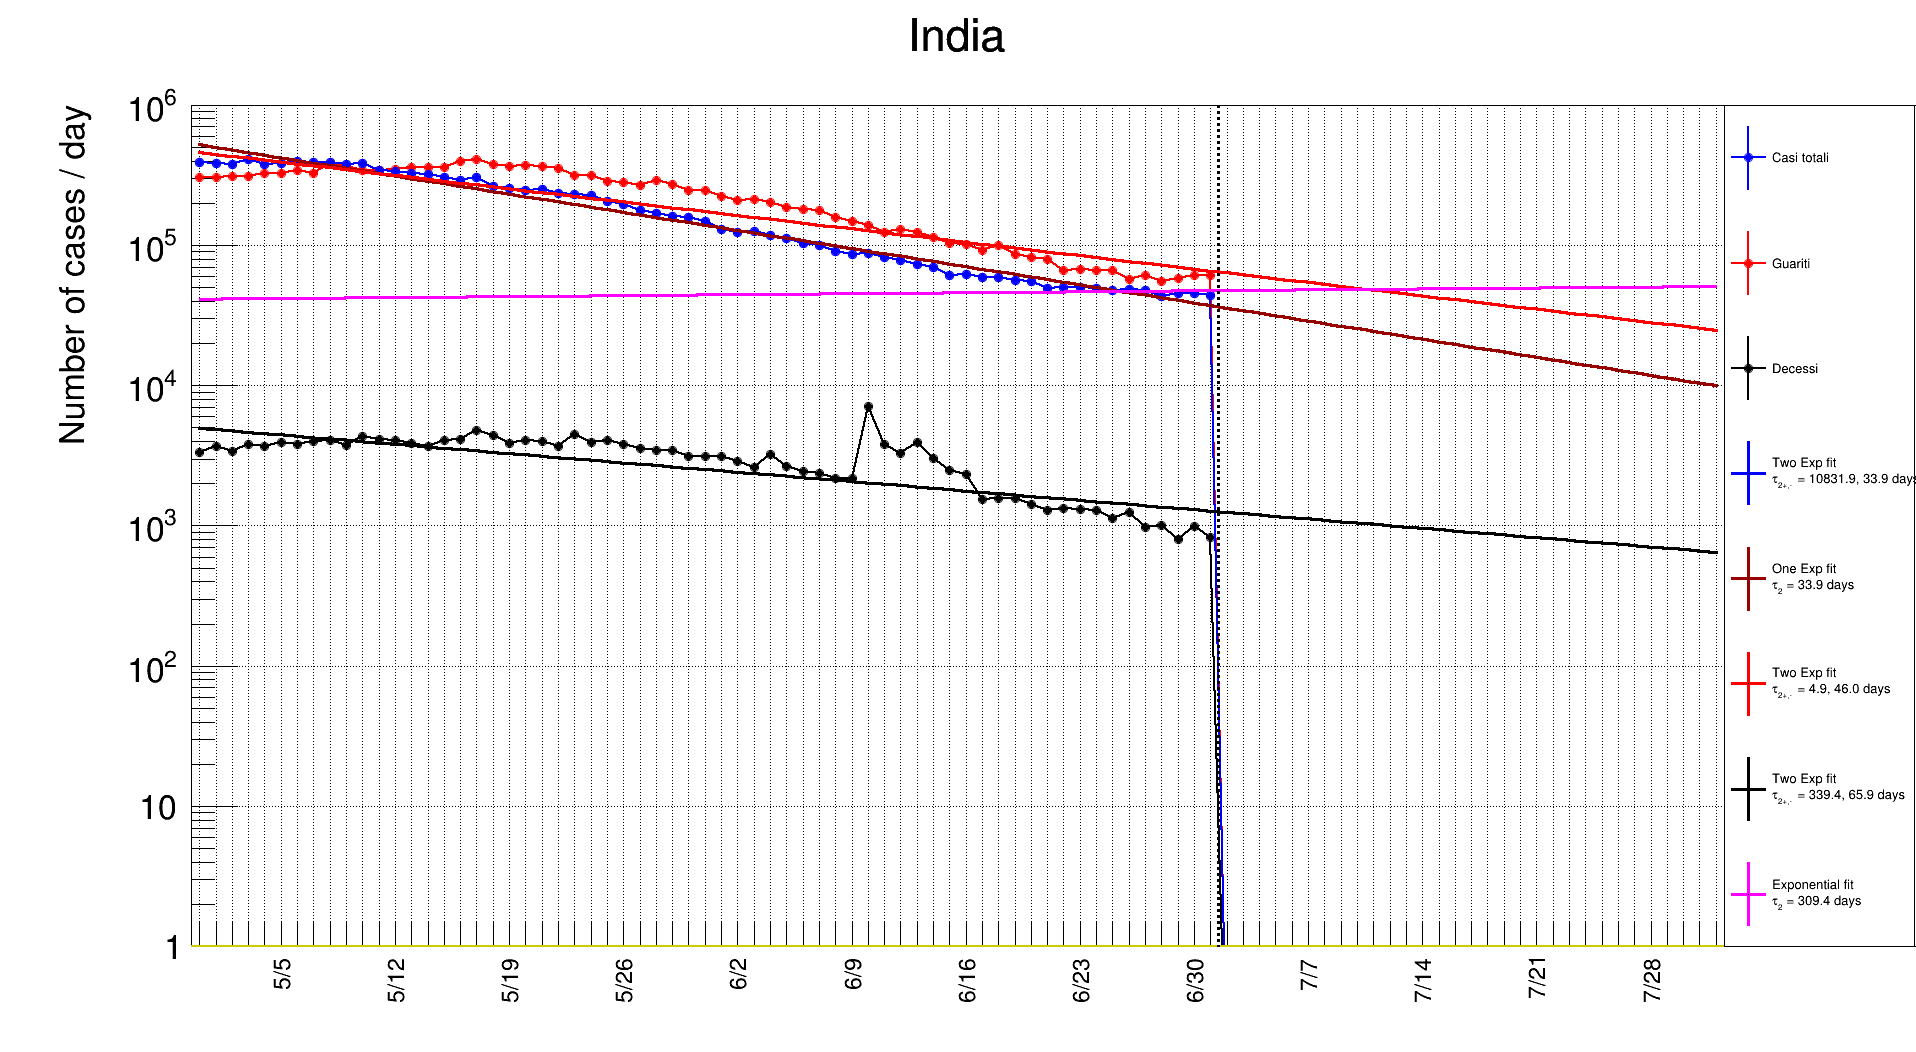 India
Number of cases / day
10^6
10^5
10^4
10^3
10^2
10
1
5/5
5/12
5/19
5/26
6/2
6/9
6/16
6/23
6/30
7/7
7/14
7/21
7/28
Casi totali
Guariti
Decessi
Two Exp fit
τ2+,- = 10831.9, 33.9 days
One Exp fit
τ2 = 33.9 days
Two Exp fit
τ2+,- = 4.9, 46.0 days
Two Exp fit
τ2+,- = 339.4, 65.9 days
Exponential fit
τ2 = 309.4 days